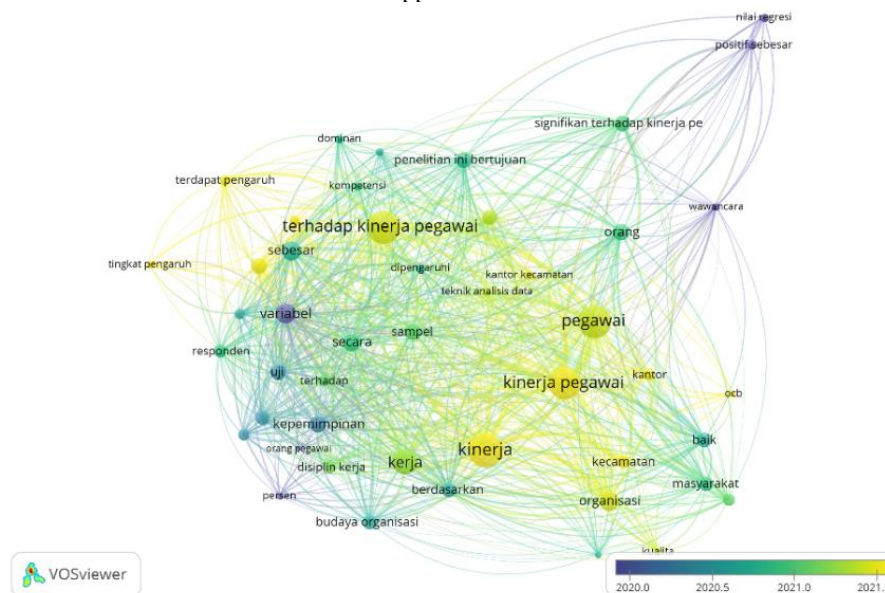 nilai regresi
positif sebesar
signifikan terhadap kinerja pe
dominan
penelitian ini bertujuan
terdapat pengaruh
kompetensi
wawancara
terhadap kinerja pegawai
orang
sebesar
tingkat pengaruh
dipengaruhi
kantor kecamatan
teknik analisis data
variabel
pegawai
sampel
secara
responden
uji
terhadap
kinerja pegawai
kantor
ocb
kepemimpinan
baik
orang pegawai
kinerja
disiplin kerja
kerja
kecamatan
masyarakat
persen
berdasarkan
organisasi
budaya organisasi
kualita
VOSviewer
2020.0 2020.5 2021.0 2021.